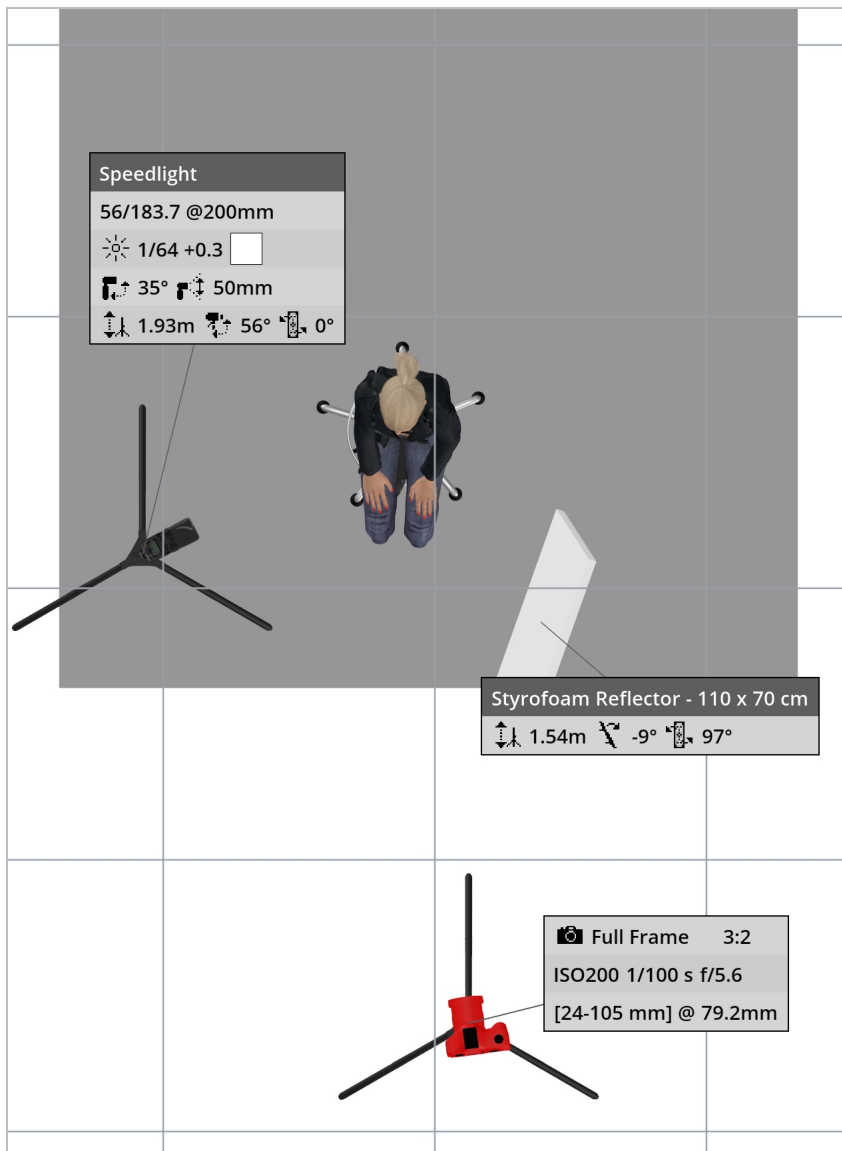 Speedlight
56/183.7 @200mm
1/64 +0.3
35° 50mm
1.93m 56° 0°
Styrofoam Reflector - 110 x 70 cm
1.54m -9° 97°
Full Frame 3:2
ISO200 1/100 s f/5.6
[24-105 mm] @ 79.2mm